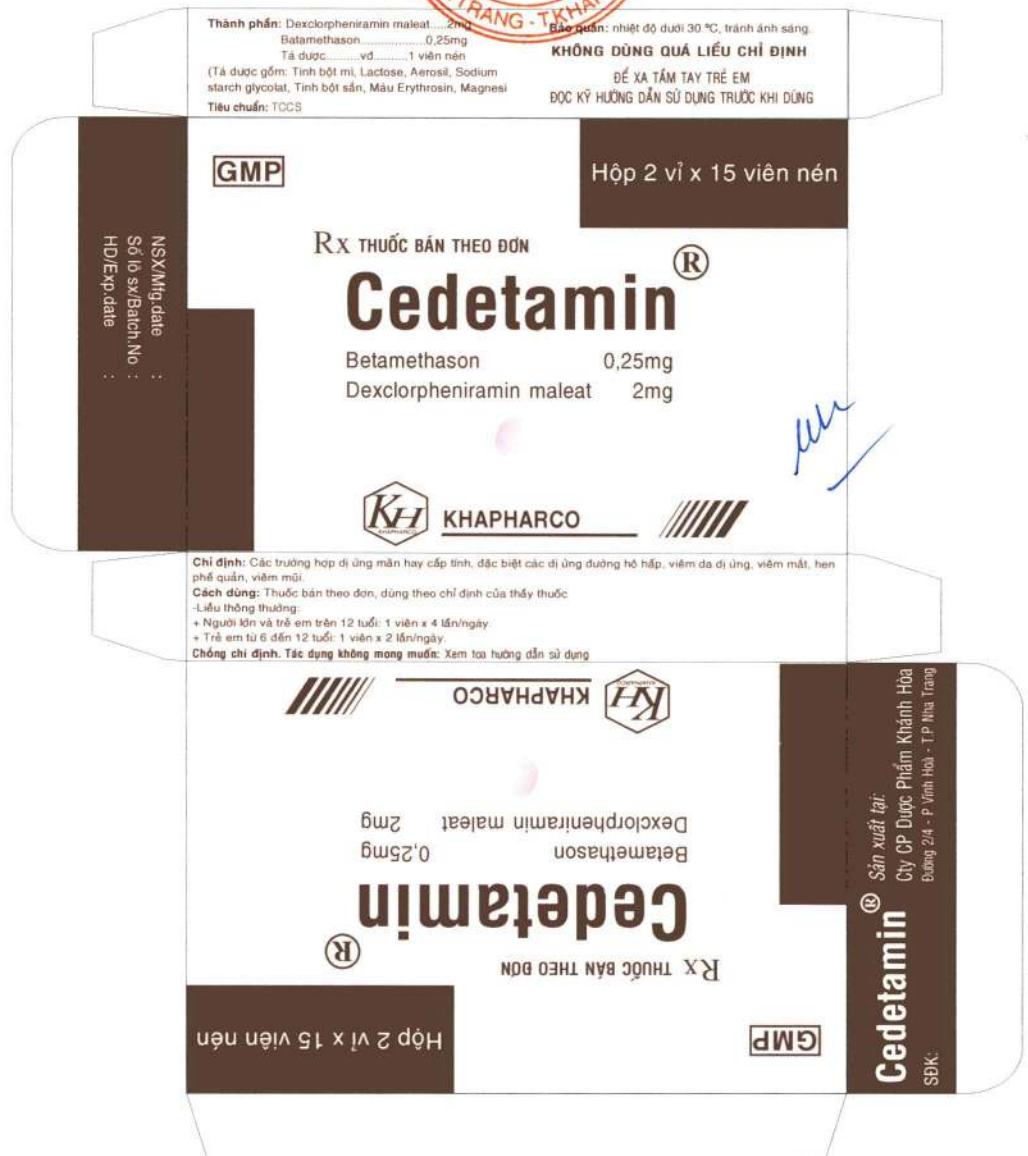 TRANG - T.KHÁN
Thành phần: Dexclorpheniramin maleat.....2mg
Batamethason...................0,25mg
Tá dược..........vđ.........1 viên nén
(Tá dược gồm: Tinh bột mì, Lactose, Aerosil, Sodium
starch glycolat, Tinh bột sắn, Màu Erythrosin, Magnesi
Tiêu chuẩn: TCCS
Bảo quản: nhiệt độ dưới 30 ºC, tránh ánh sáng.
KHÔNG DÙNG QUÁ LIỀU CHỈ ĐỊNH
ĐỂ XA TẦM TAY TRẺ EM
ĐỌC KỸ HƯỚNG DẪN SỬ DỤNG TRƯỚC KHI DÙNG
NSX/Mfg.date :
Số lô sx/Batch.No :
HD/Exp.date :
GMP
Hộp 2 vỉ x 15 viên nén
Rx THUỐC BÁN THEO ĐƠN
Cedetamin ®
Betamethason 0,25mg
Dexclorpheniramin maleat 2mg
KH
KHAPHARCO
KHAPHARCO
Chỉ định: Các trường hợp dị ứng mãn hay cấp tính, đặc biệt các dị ứng đường hô hấp, viêm da dị ứng, viêm mắt, hen
phế quản, viêm mũi.
Cách dùng: Thuốc bán theo đơn, dùng theo chỉ định của thầy thuốc
-Liều thông thường:
+ Người lớn và trẻ em trên 12 tuổi: 1 viên x 4 lần/ngày.
+ Trẻ em từ 6 đến 12 tuổi: 1 viên x 2 lần/ngày.
Chống chỉ định. Tác dụng không mong muốn: Xem toa hướng dẫn sử dụng
GMP
Hộp 2 vỉ x 15 viên nén
Rx THUỐC BÁN THEO ĐƠN
Cedetamin ®
Betamethason 0,25mg
Dexclorpheniramin maleat 2mg
KH
KHAPHARCO
KHAPHARCO
Cedetamin ®
SĐK:
Sản xuất tại:
Cty CP Dược Phẩm Khánh Hòa
Đường 2/4 - P Vĩnh Hoà - T.P Nha Trang